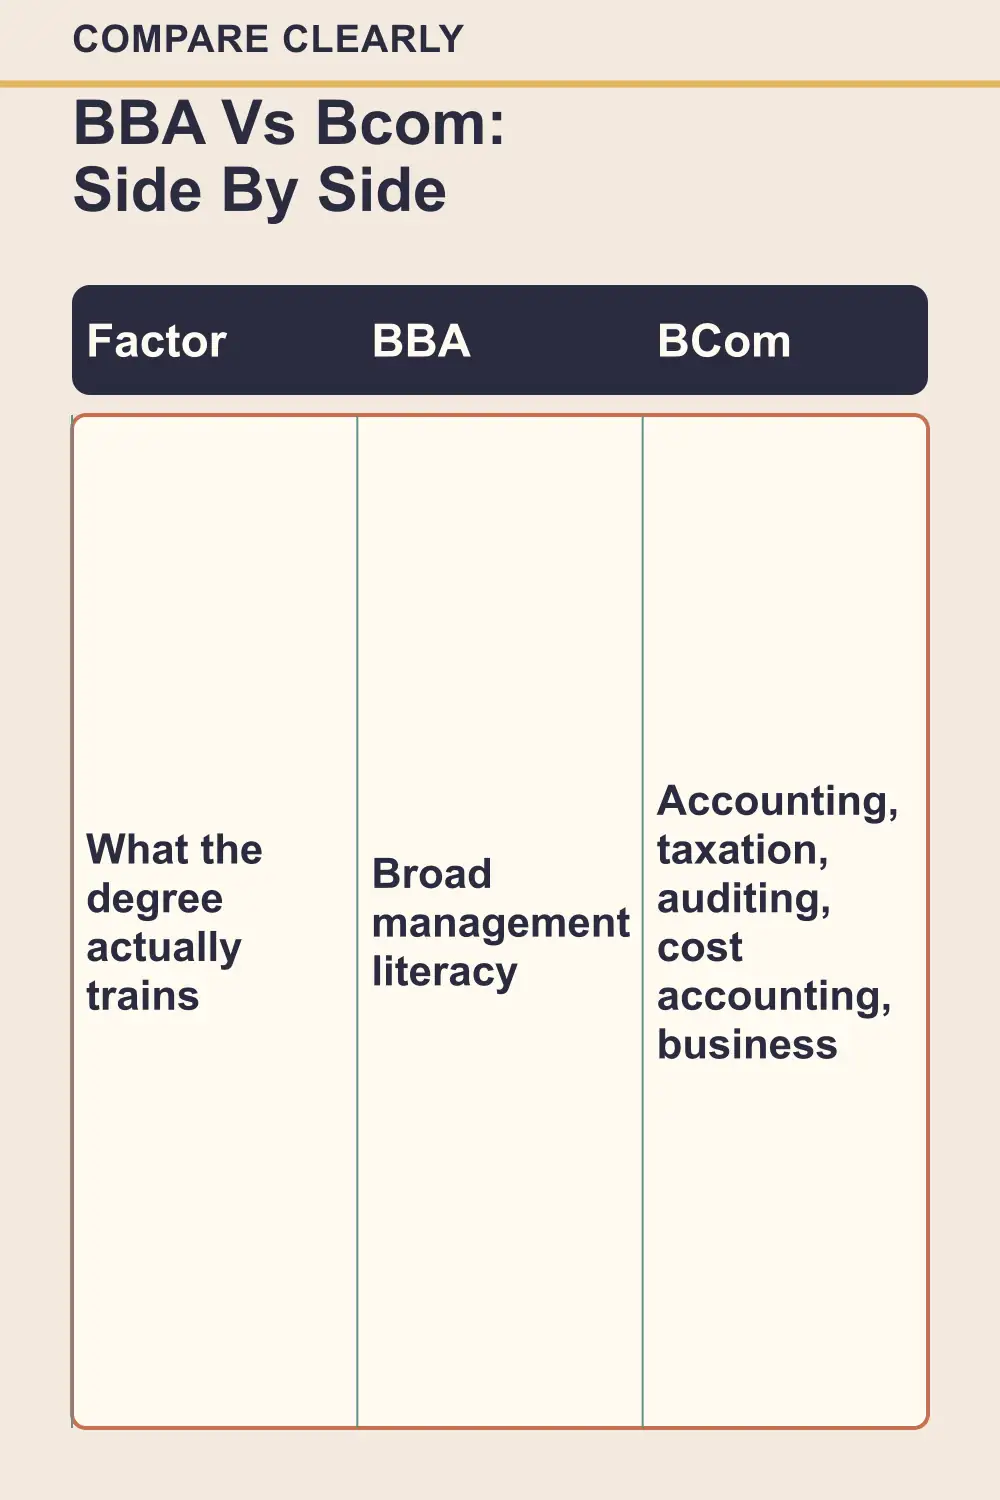 COMPARE CLEARLY
BBA Vs Bcom:
Side By Side
Factor
BBA
BCom
What the
degree
actually
trains
Broad
management
literacy
Accounting,
taxation,
auditing,
cost
accounting,
business